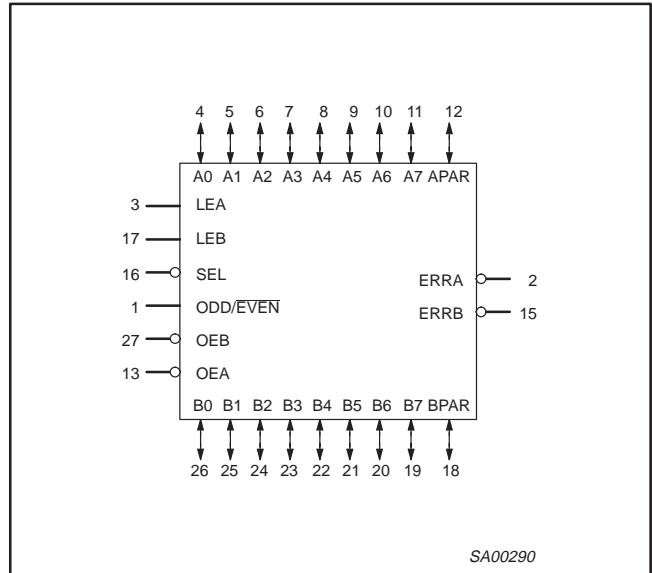 4 5 6 7 8 9 10 11 12
A0 A1 A2 A3 A4 A5 A6 A7 APAR
3 LEA
17 LEB
16 SEL
ERRA 2
1 ODD/EVEN
ERRB 15
27 OEB
13 OEA
B0 B1 B2 B3 B4 B5 B6 B7 BPAR
26 25 24 23 22 21 20 19 18
SA00290